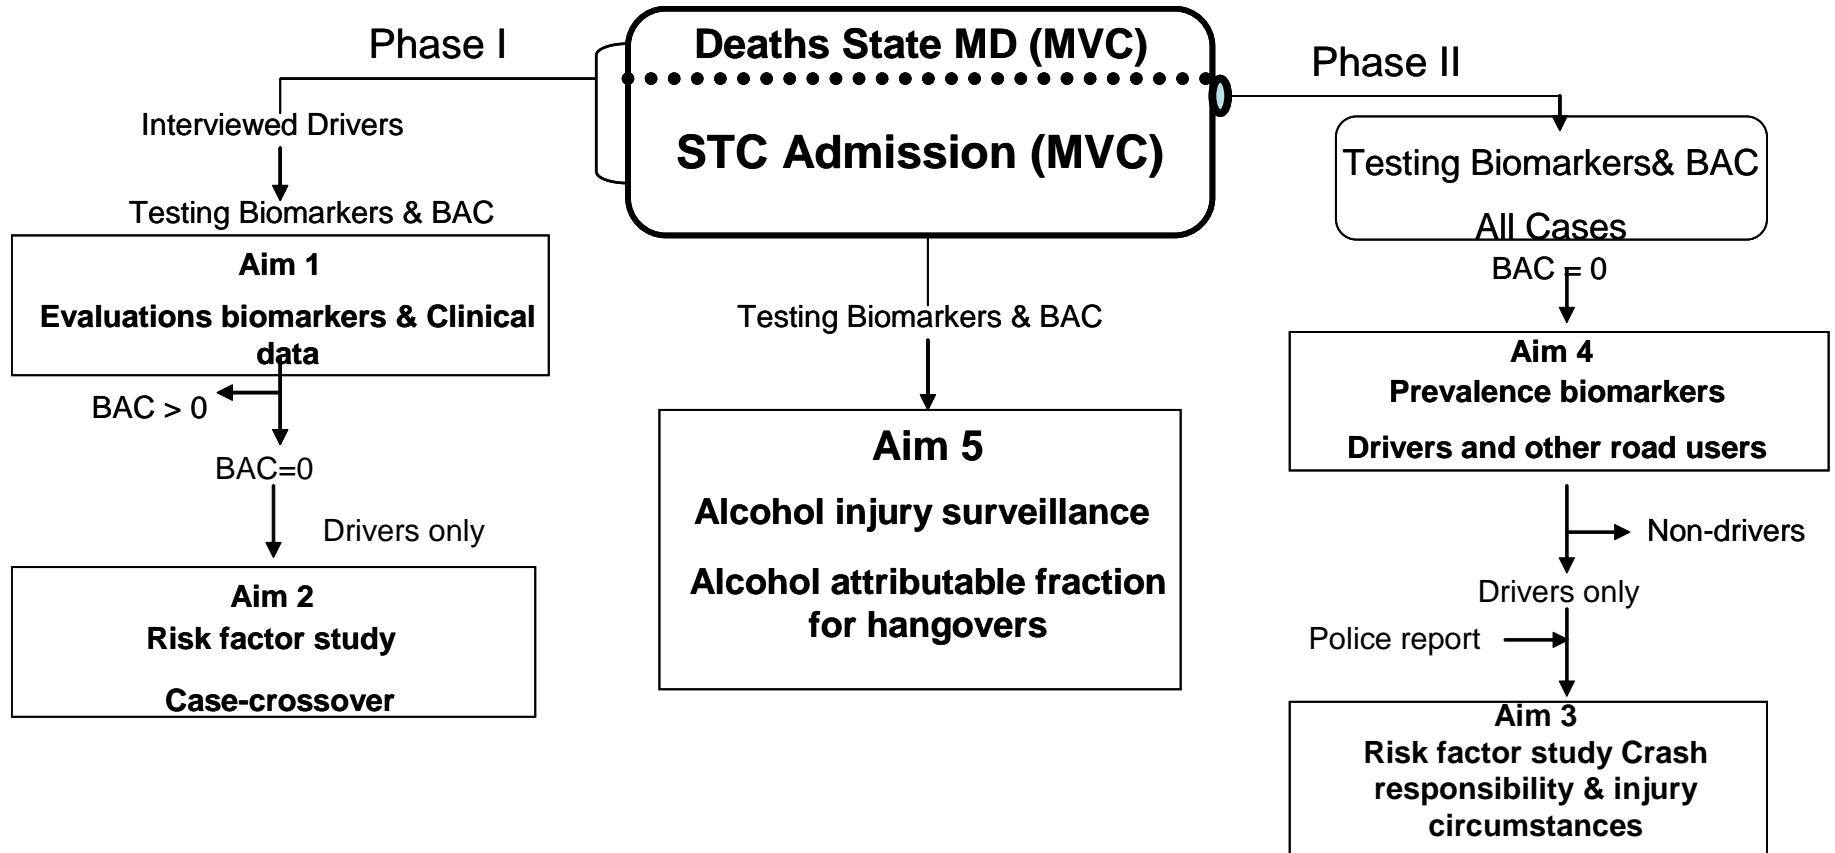 Phase I
Deaths State MD (MVC)
STC Admission (MVC)
Phase II
Interviewed Drivers
Testing Biomarkers & BAC
Aim 1
Evaluations biomarkers & Clinical
data
BAC > 0
BAC=0
Drivers only
Aim 2
Risk factor study
Case-crossover
Testing Biomarkers & BAC
Aim 5
Alcohol injury surveillance
Alcohol attributable fraction
for hangovers
Testing Biomarkers& BAC
All Cases
BAC = 0
Aim 4
Prevalence biomarkers
Drivers and other road users
Non-drivers
Drivers only
Police report
Aim 3
Risk factor study Crash
responsibility & injury
circumstances